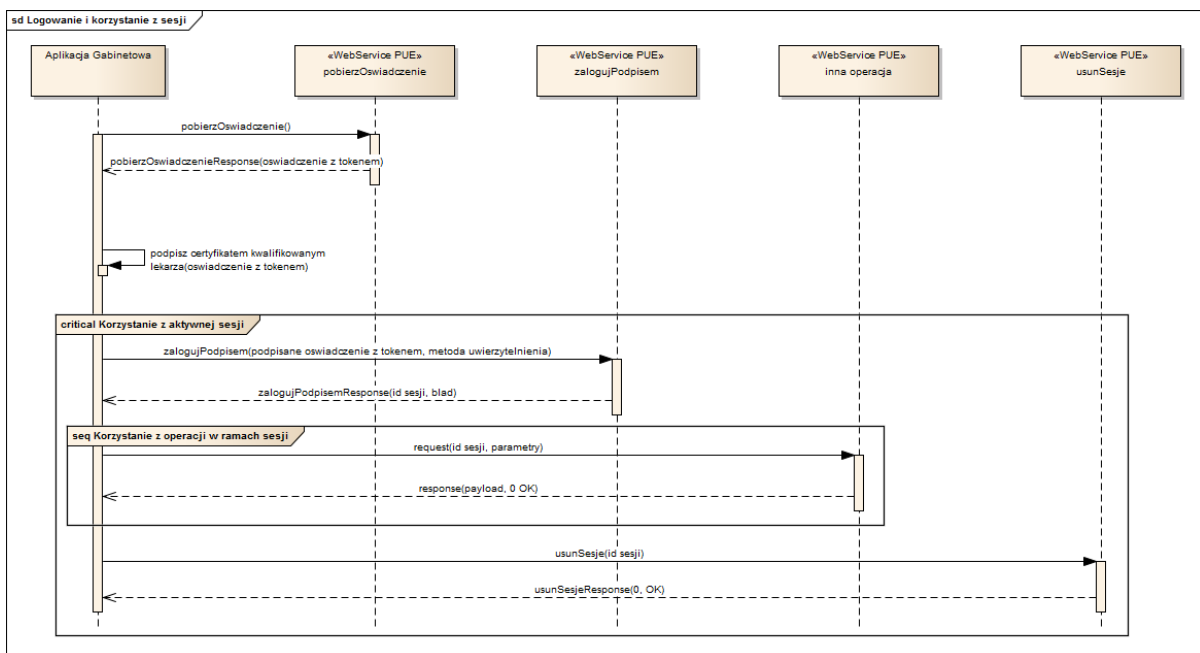 sd Logowanie i korzystanie z sesji
Aplikacja Gabinetowa
«WebService PUE»
pobierzOswiadczenie
«WebService PUE»
zalogujPodpisem
«WebService PUE»
inna operacja
«WebService PUE»
usunSesje
pobierzOswiadczenie()
pobierzOswiadczenieResponse(oswiadczenie z tokenem)
podpisz certyfikatem kwalifikowanym
lekarza(oswiadczenie z tokenem)
critical Korzystanie z aktywnej sesji
zalogujPodpisem(podpisane oswiadczenie z tokenem, metoda uwierzytelnienia)
zalogujPodpisemResponse(id sesji, blad)
seq Korzystanie z operacji w ramach sesji
request(id sesji, parametry)
response(payload, 0 OK)
usunSesje(id sesji)
usunSesjeResponse(0, OK)